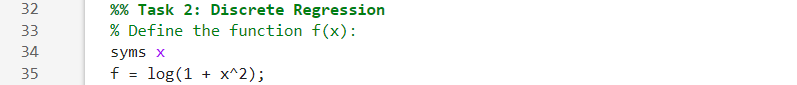 32 %% Task 2: Discrete Regression
33 % Define the function f(x):
34 syms x
35 f = log(1 + x^2);